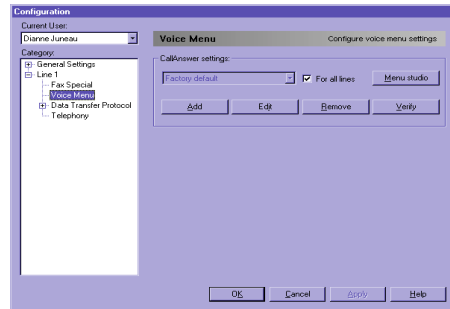 Configuration
Current User:
Dianne Juneau
Category:
General Settings
Line 1
Fax Special
Voice Menu
Data Transfer Protocol
Telephony
Voice Menu
Configure voice menu settings
CallAnswer settings:
Factory default
For all lines
Menu studio
Add
Edit
Remove
Verify
OK
Cancel
Apply
Help